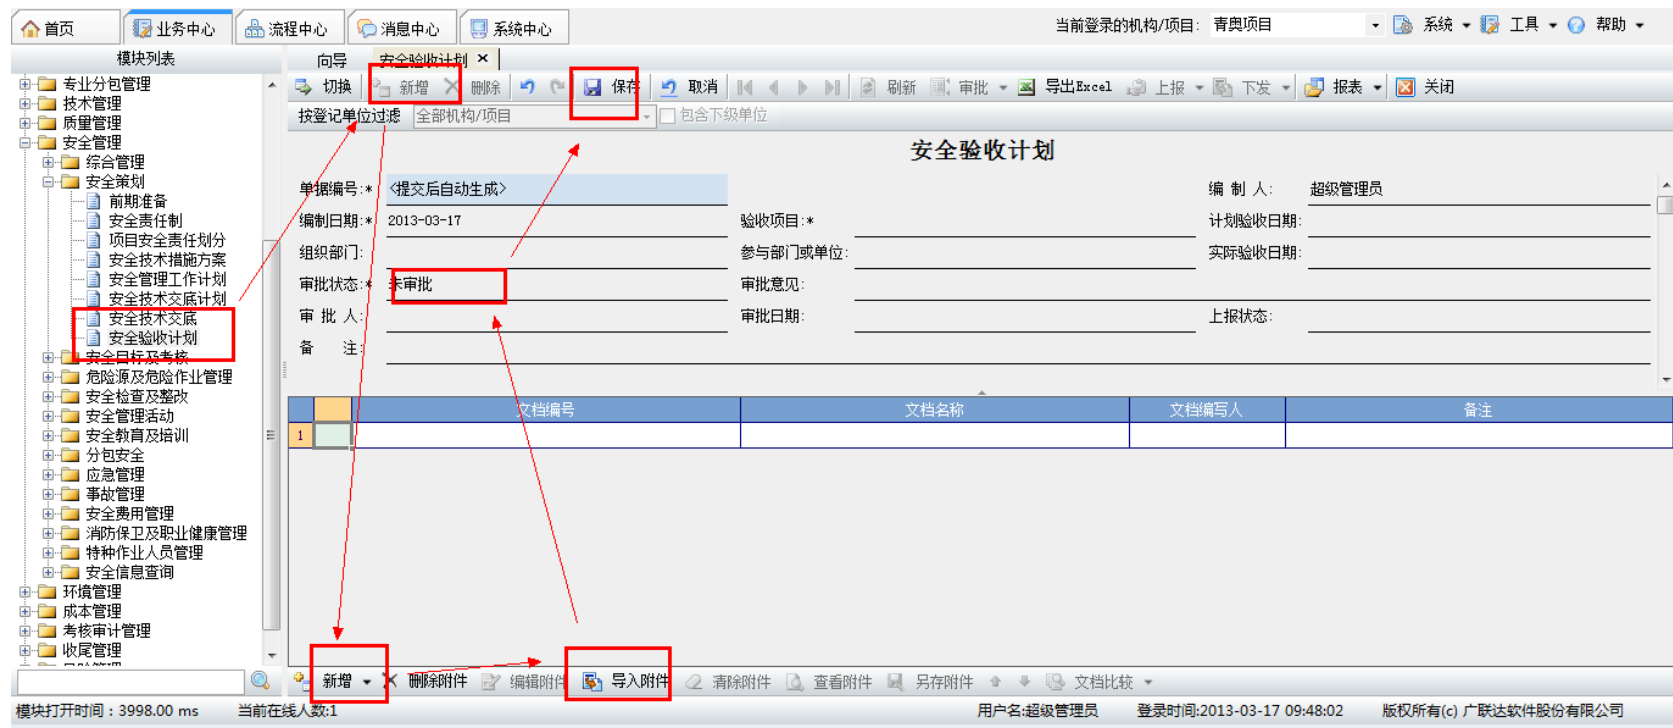 首页 业务中心 流程中心 消息中心 系统中心 当前登录的机构/项目: 青奥项目 系统 工具 帮助
模块列表 向导 安全验收计划
切换 新增 删除 保存 取消 刷新 审批 导出Excel 上报 下发 报表 关闭
按登记单位过滤 全部机构/项目 包含下级单位
专业分包管理
技术管理
质量管理
安全管理
综合管理
安全策划
前期准备
安全责任制
项目安全责任划分
安全技术措施方案
安全管理工作计划
安全技术交底计划
安全技术交底
安全验收计划
安全目标及考核
危险源及危险作业管理
安全检查及整改
安全管理活动
安全教育及培训
分包安全
应急管理
事故管理
安全费用管理
消防保卫及职业健康管理
特种作业人员管理
安全信息查询
环境管理
成本管理
考核审计管理
收尾管理
安全验收计划
单据编号:* <提交后自动生成> 编 制 人: 超级管理员
编制日期:* 2013-03-17 验收项目:* 计划验收日期:
组织部门: 参与部门或单位: 实际验收日期:
审批状态:* 未审批 审批意见:
审 批 人: 审批日期: 上报状态:
备 注:
文档编号 文档名称 文档编写人 备注
1
新增 删除附件 编辑附件 导入附件 清除附件 查看附件 另存附件 文档比较
模块打开时间：3998.00 ms 当前在线人数:1 用户名:超级管理员 登录时间:2013-03-17 09:48:02 版权所有(c) 广联达软件股份有限公司